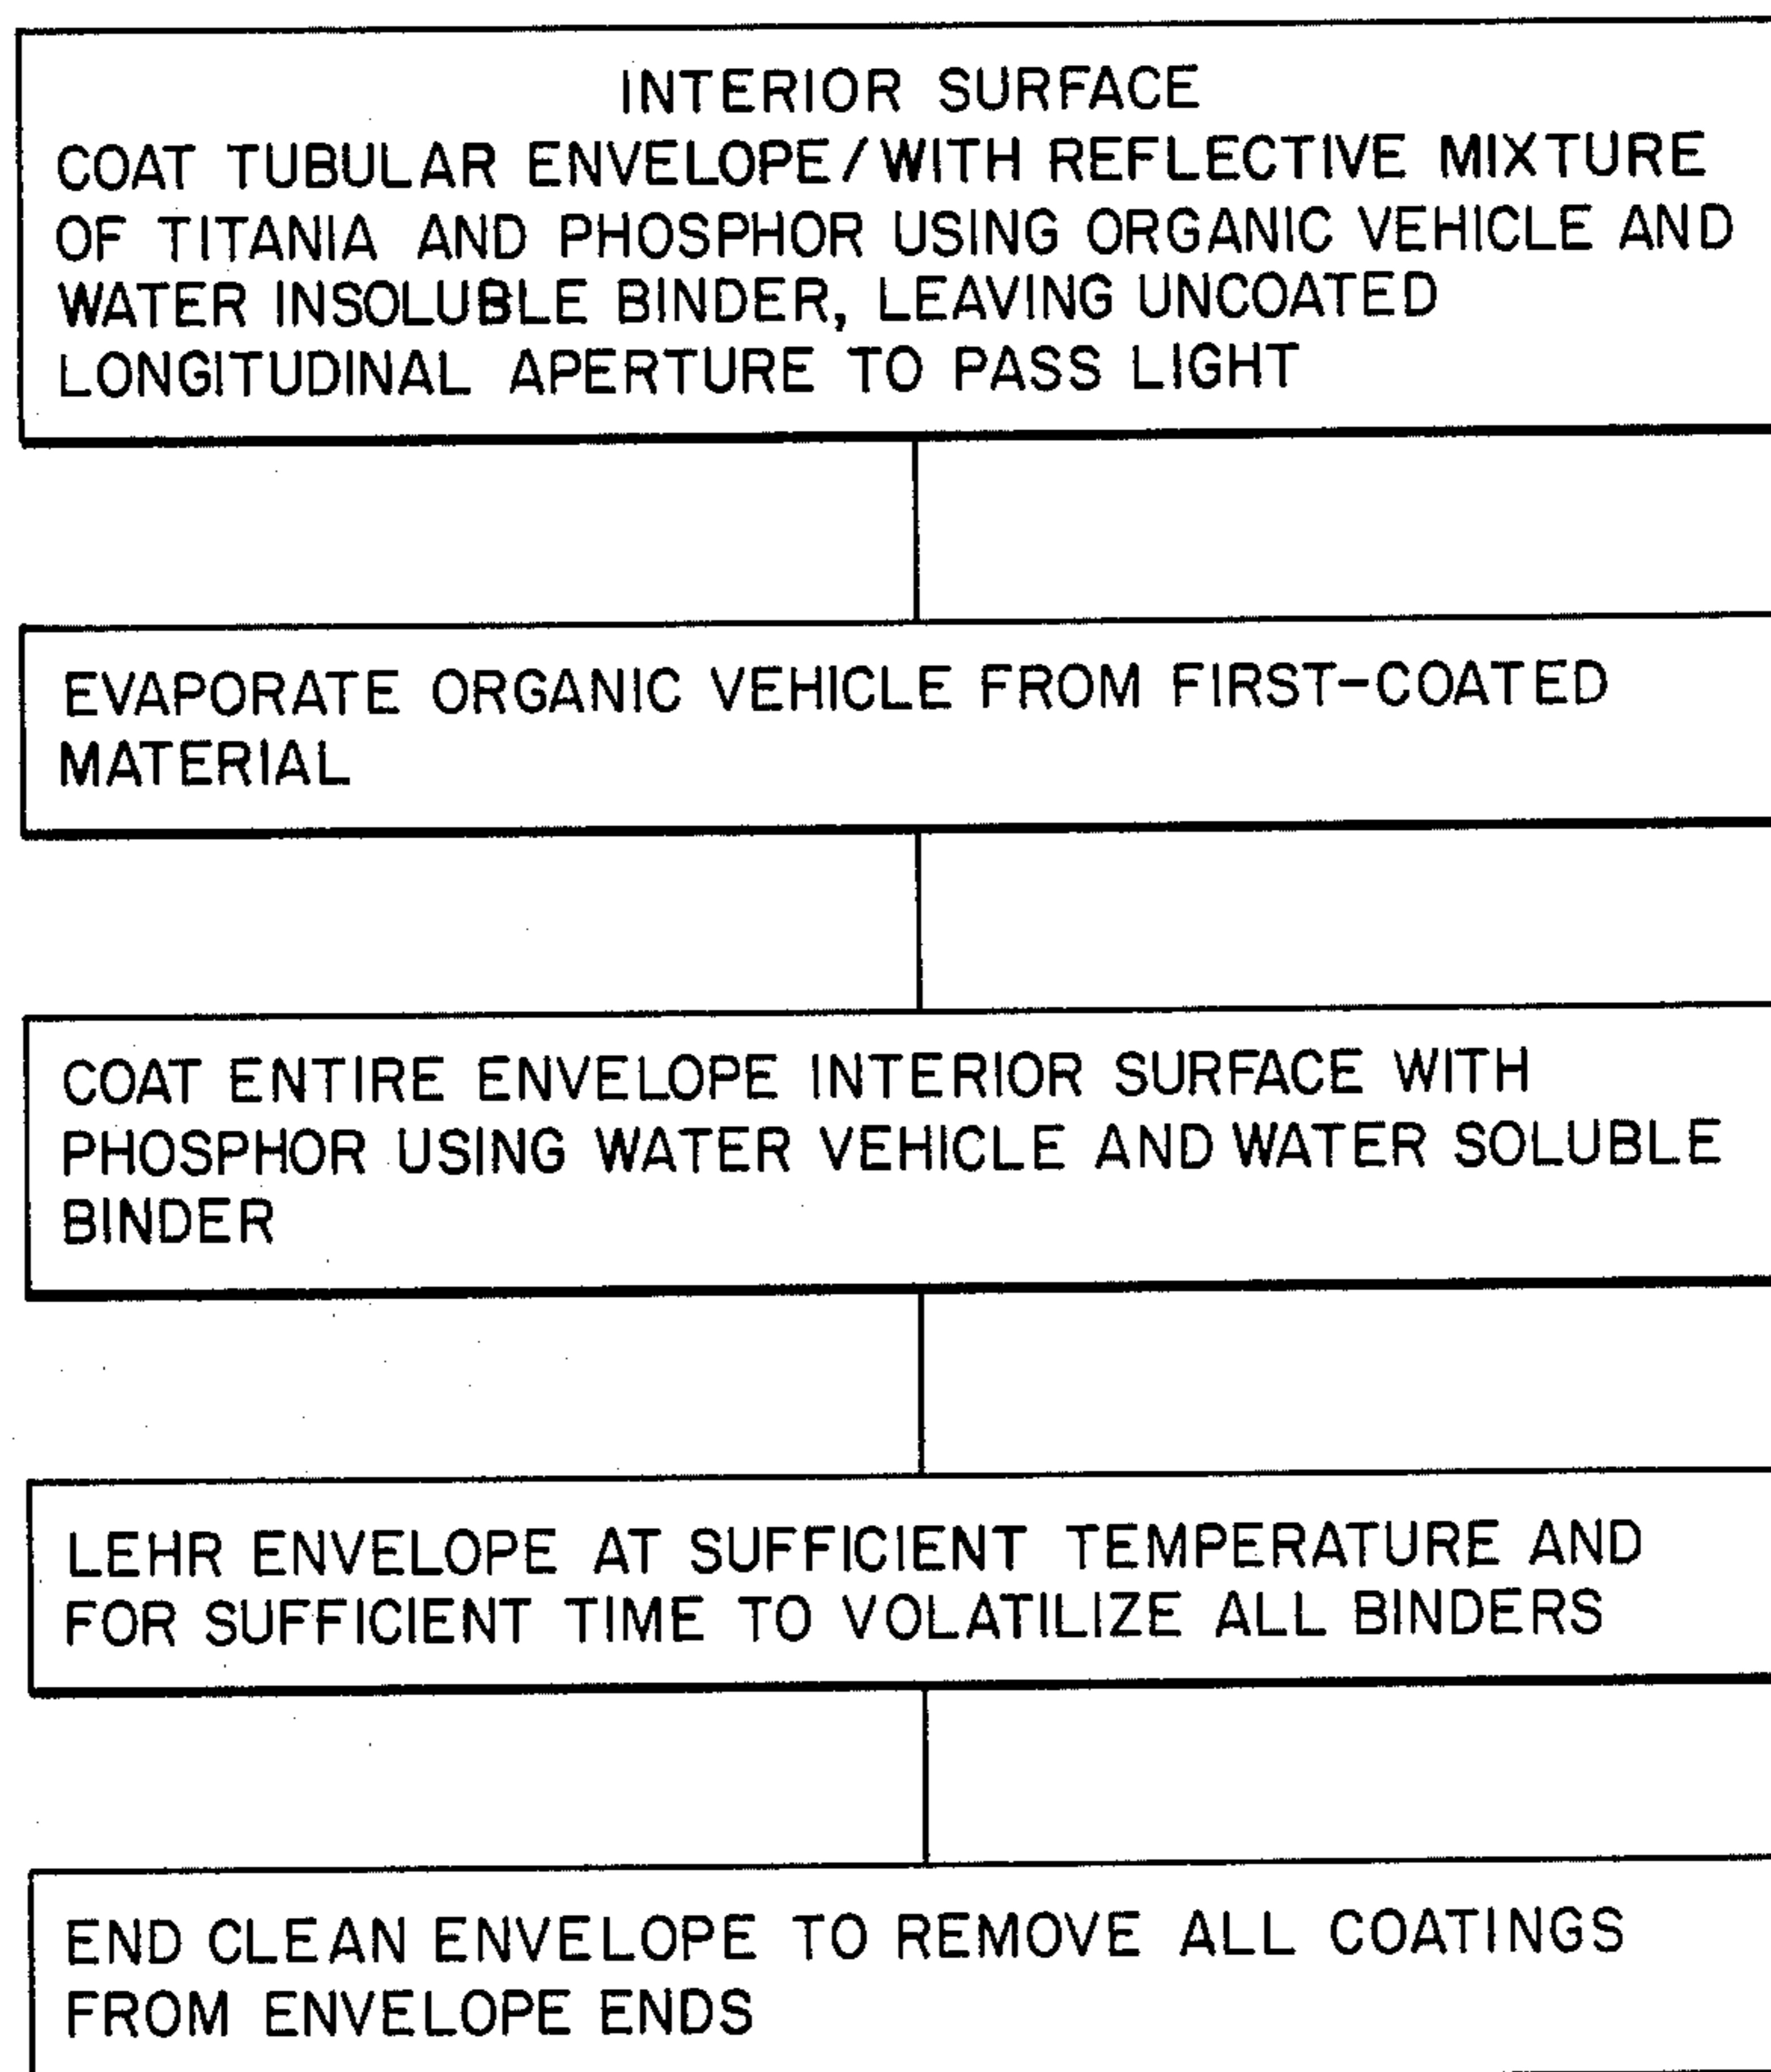 INTERIOR SURFACE
COAT TUBULAR ENVELOPE/WITH REFLECTIVE MIXTURE
OF TITANIA AND PHOSPHOR USING ORGANIC VEHICLE AND
WATER INSOLUBLE BINDER, LEAVING UNCOATED
LONGITUDINAL APERTURE TO PASS LIGHT
EVAPORATE ORGANIC VEHICLE FROM FIRST-COATED
MATERIAL
COAT ENTIRE ENVELOPE INTERIOR SURFACE WITH
PHOSPHOR USING WATER VEHICLE AND WATER SOLUBLE
BINDER
LEHR ENVELOPE AT SUFFICIENT TEMPERATURE AND
FOR SUFFICIENT TIME TO VOLATILIZE ALL BINDERS
END CLEAN ENVELOPE TO REMOVE ALL COATINGS
FROM ENVELOPE ENDS